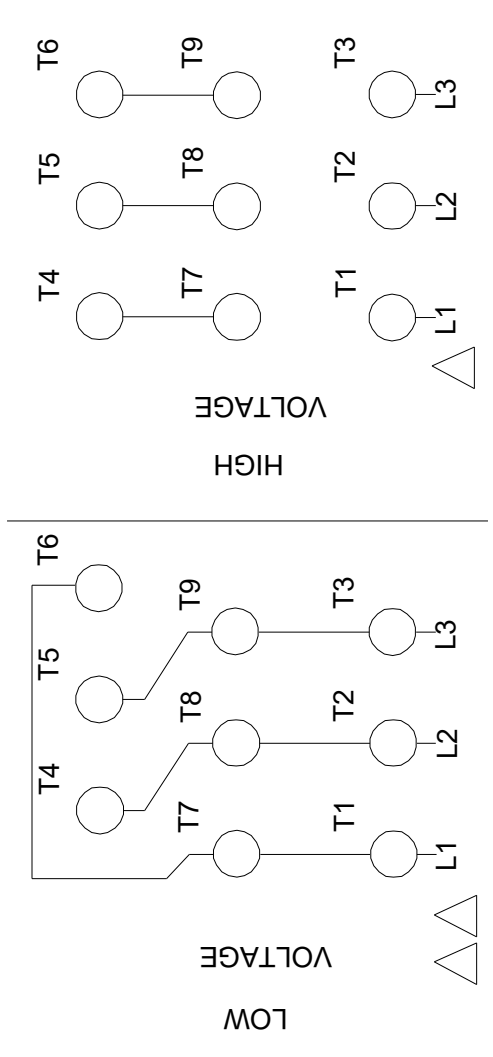 LOW
VOLTAGE
T4 T5 T6
T7 T8 T9
T1 T2 T3
L1 L2 L3
HIGH
VOLTAGE
T4 T5 T6
T7 T8 T9
T1 T2 T3
L1 L2 L3